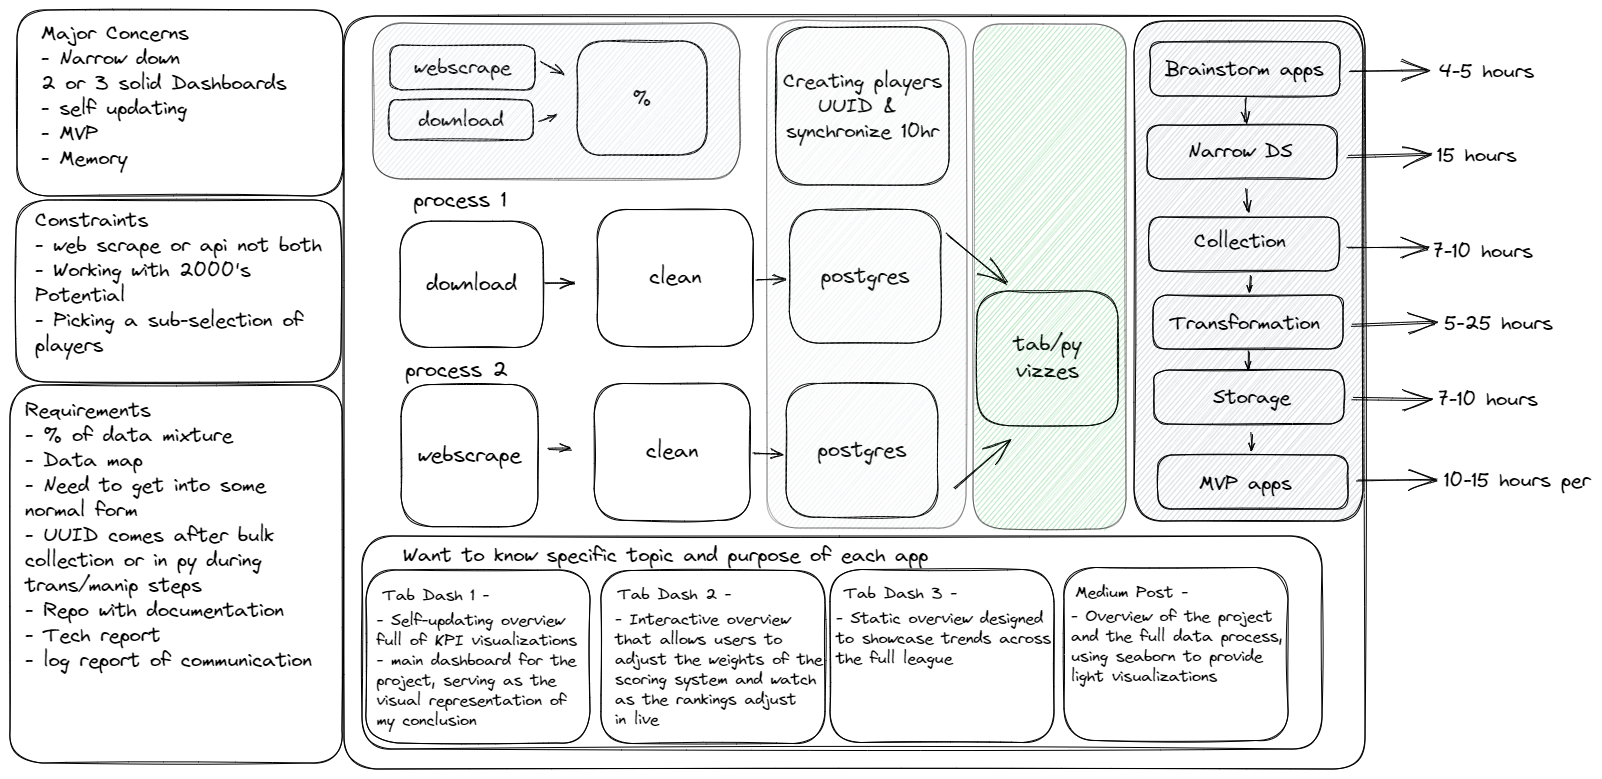 Major Concerns
- Narrow down
2 or 3 solid Dashboards
- self updating
- MVP
- Memory
Constraints
- web scrape or api not both
- Working with 2000's
Potential
- Picking a sub-selection of
players
Requirements
- % of data mixture
- Data map
- Need to get into some
normal form
- UUID comes after bulk
collection or in py during
trans/manip steps
- Repo with documentation
- Tech report
- log report of communication
webscrape
download
%
process 1
download
clean
postgres
process 2
webscrape
clean
postgres
Creating players
UUID &
synchronize 10hr
tab/py
vizzes
Brainstorm apps
4-5 hours
Narrow DS
15 hours
Collection
7-10 hours
Transformation
5-25 hours
Storage
7-10 hours
MVP apps
10-15 hours per
Want to know specific topic and purpose of each app
Tab Dash 1 -
- Self-updating overview
full of KPI visualizations
- main dashboard for the
project, serving as the
visual representation of
my conclusion
Tab Dash 2 -
- Interactive overview
that allows users to
adjust the weights of the
scoring system and watch
as the rankings adjust
in live
Tab Dash 3 -
- Static overview designed
to showcase trends across
the full league
Medium Post -
- Overview of the project
and the full data process,
using seaborn to provide
light visualizations